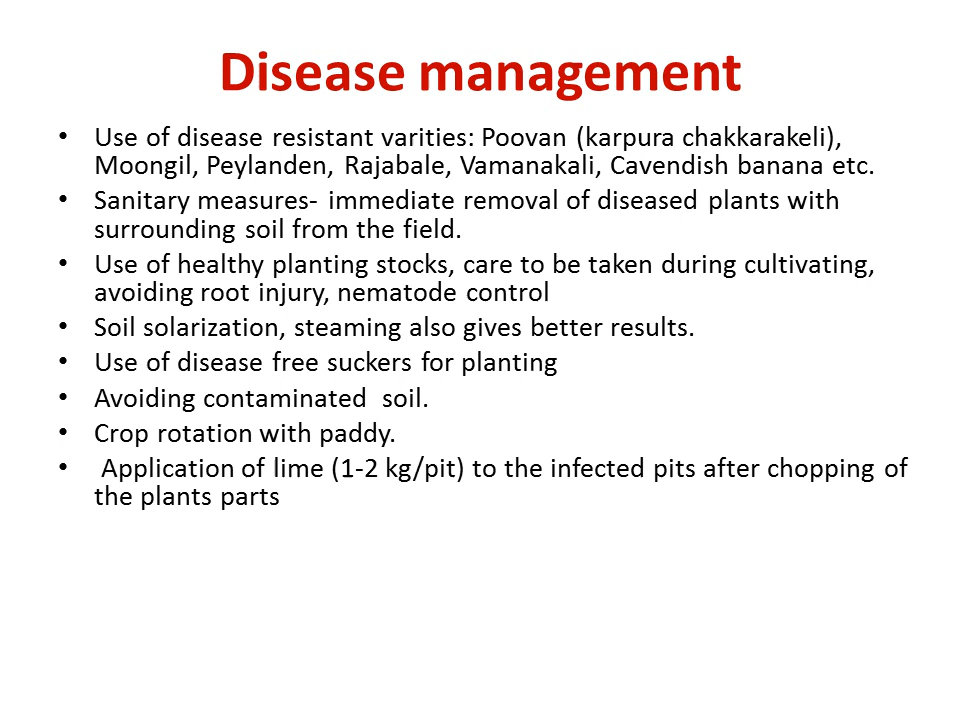 Disease management
• Use of disease resistant varities: Poovan (karpura chakkarakeli),
Moongil, Peylanden, Rajabale, Vamanakali, Cavendish banana etc.
• Sanitary measures- immediate removal of diseased plants with
surrounding soil from the field.
• Use of healthy planting stocks, care to be taken during cultivating,
avoiding root injury, nematode control
• Soil solarization, steaming also gives better results.
• Use of disease free suckers for planting
• Avoiding contaminated  soil.
• Crop rotation with paddy.
• Application of lime (1-2 kg/pit) to the infected pits after chopping of
the plants parts